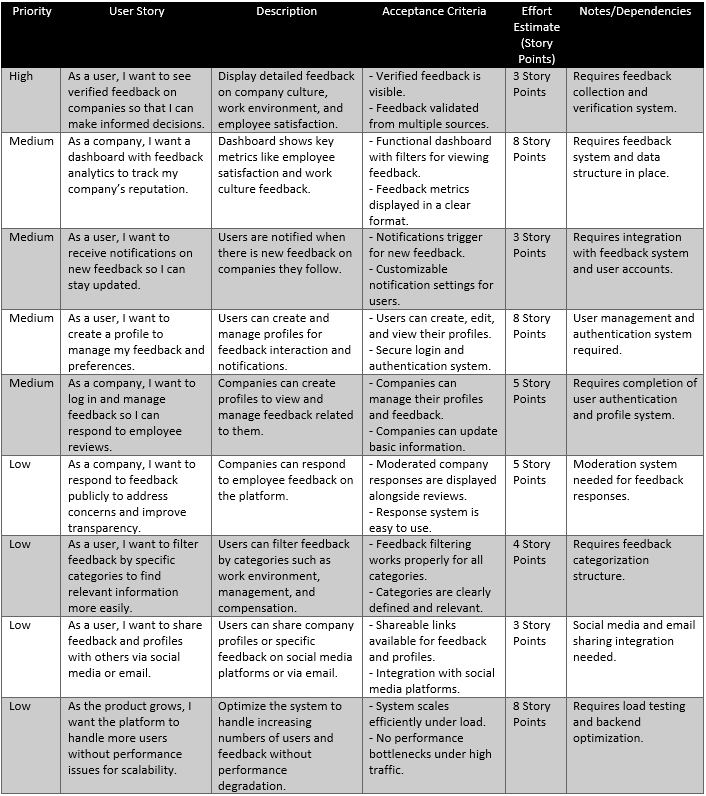 Priority
User Story
Description
Acceptance Criteria
Effort
Estimate
(Story
Points)
Notes/Dependencies
High
As a user, I want to see
verified feedback on
companies so that I can
make informed decisions.
Display detailed feedback
on company culture,
work environment, and
employee satisfaction.
- Verified feedback is
visible.
- Feedback validated
from multiple sources.
3 Story
Points
Requires feedback
collection and
verification system.
Medium
As a company, I want a
dashboard with feedback
analytics to track my
company’s reputation.
Dashboard shows key
metrics like employee
satisfaction and work
culture feedback.
- Functional dashboard
with filters for viewing
feedback.
- Feedback metrics
displayed in a clear
format.
8 Story
Points
Requires feedback
system and data
structure in place.
Medium
As a user, I want to
receive notifications on
new feedback so I can
stay updated.
Users are notified when
there is new feedback on
companies they follow.
- Notifications trigger
for new feedback.
- Customizable
notification settings for
users.
3 Story
Points
Requires integration
with feedback system
and user accounts.
Medium
As a user, I want to
create a profile to
manage my feedback and
preferences.
Users can create and
manage profiles for
feedback interaction and
notifications.
- Users can create, edit,
and view their profiles.
- Secure login and
authentication system.
8 Story
Points
User management and
authentication system
required.
Medium
As a company, I want to
log in and manage
feedback so I can
respond to employee
reviews.
Companies can create
profiles to view and
manage feedback related
to them.
- Companies can
manage their profiles
and feedback.
- Companies can update
basic information.
5 Story
Points
Requires completion of
user authentication
and profile system.
Low
As a company, I want to
respond to feedback
publicly to address
concerns and improve
transparency.
Companies can respond
to employee feedback on
the platform.
- Moderated company
responses are displayed
alongside reviews.
- Response system is
easy to use.
5 Story
Points
Moderation system
needed for feedback
responses.
Low
As a user, I want to filter
feedback by specific
categories to find
relevant information
more easily.
Users can filter feedback
by categories such as
work environment,
management, and
compensation.
- Feedback filtering
works properly for all
categories.
- Categories are clearly
defined and relevant.
4 Story
Points
Requires feedback
categorization
structure.
Low
As a user, I want to share
feedback and profiles
with others via social
media or email.
Users can share company
profiles or specific
feedback on social media
platforms or via email.
- Shareable links
available for feedback
and profiles.
- Integration with social
media platforms.
3 Story
Points
Social media and email
sharing integration
needed.
Low
As the product grows, I
want the platform to
handle more users
without performance
issues for scalability.
Optimize the system to
handle increasing
numbers of users and
feedback without
performance
degradation.
- System scales
efficiently under load.
- No performance
bottlenecks under high
traffic.
8 Story
Points
Requires load testing
and backend
optimization.